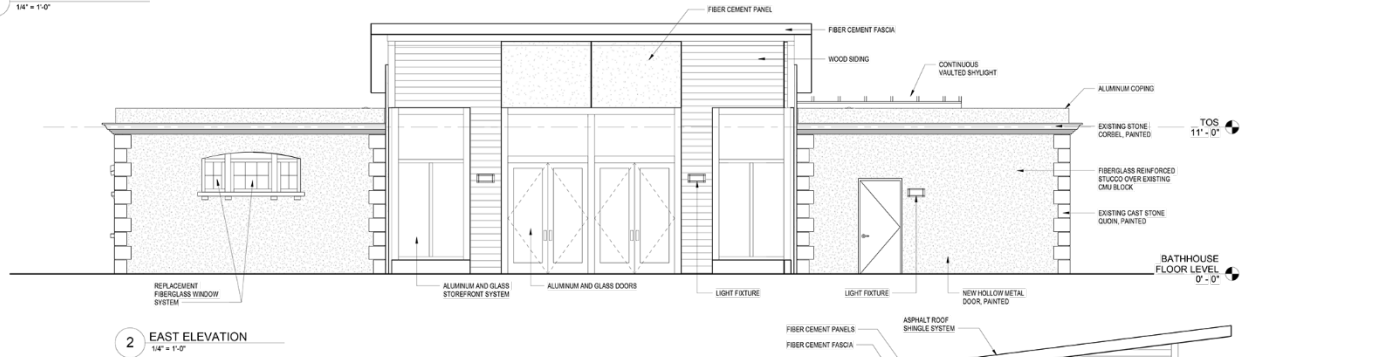 1/4" = 1'-0"
FIBER CEMENT PANEL
FIBER CEMENT FASCIA
WOOD SIDING
CONTINUOUS
VAULTED SHYLIGHT
ALUMINUM COPING
EXISTING STONE
CORBEL, PAINTED
TOS
11' - 0"
FIBERGLASS REINFORCED
STUCCO OVER EXISTING
CMU BLOCK
EXISTING CAST STONE
QUOIN, PAINTED
BATHHOUSE
FLOOR LEVEL
0' - 0"
REPLACEMENT
FIBERGLASS WINDOW
SYSTEM
ALUMINUM AND GLASS
STOREFRONT SYSTEM
ALUMINUM AND GLASS DOORS
LIGHT FIXTURE
LIGHT FIXTURE
NEW HOLLOW METAL
DOOR, PAINTED
2 EAST ELEVATION
1/4" = 1'-0"
FIBER CEMENT PANELS
FIBER CEMENT FASCIA
ASPHALT ROOF
SHINGLE SYSTEM